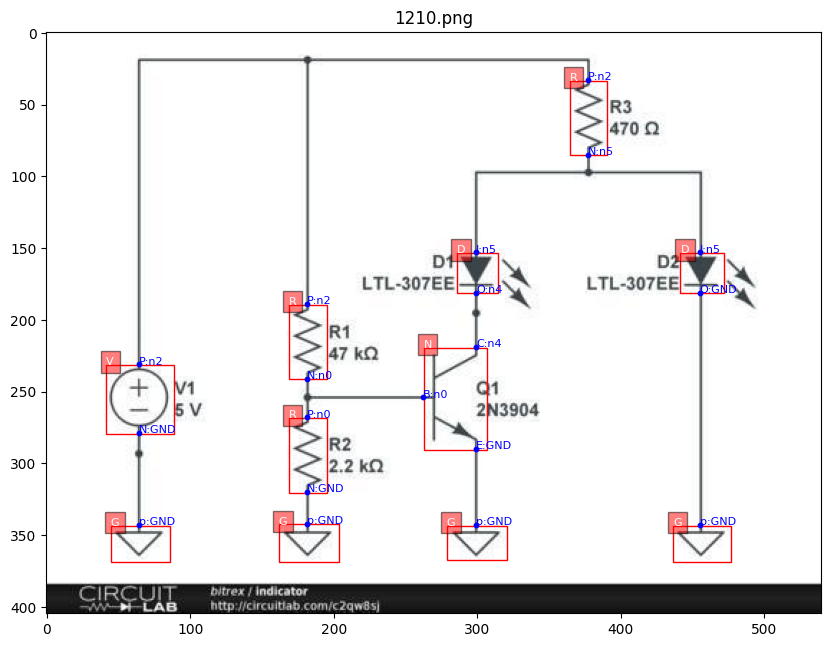 1210.png
0
50
100
150
200
250
300
350
400
0
100
200
300
400
500
R
P:n2
R3
470 Ω
N:n5
D
I:n5
D1
LTL-307EE
O:n4
D
I:n5
D2
LTL-307EE
O:GND
R
P:n2
R1
47 kΩ
N:n0
N
C:n4
B:n0
Q1
2N3904
E:GND
V
P:n2
V1
5 V
N:GND
R
P:n0
R2
2.2 kΩ
N:GND
G
p:GND
G
p:GND
G
p:GND
G
p:GND
CIRCUIT
LAB
bitrex / indicator
http://circuitlab.com/c2qw8sj